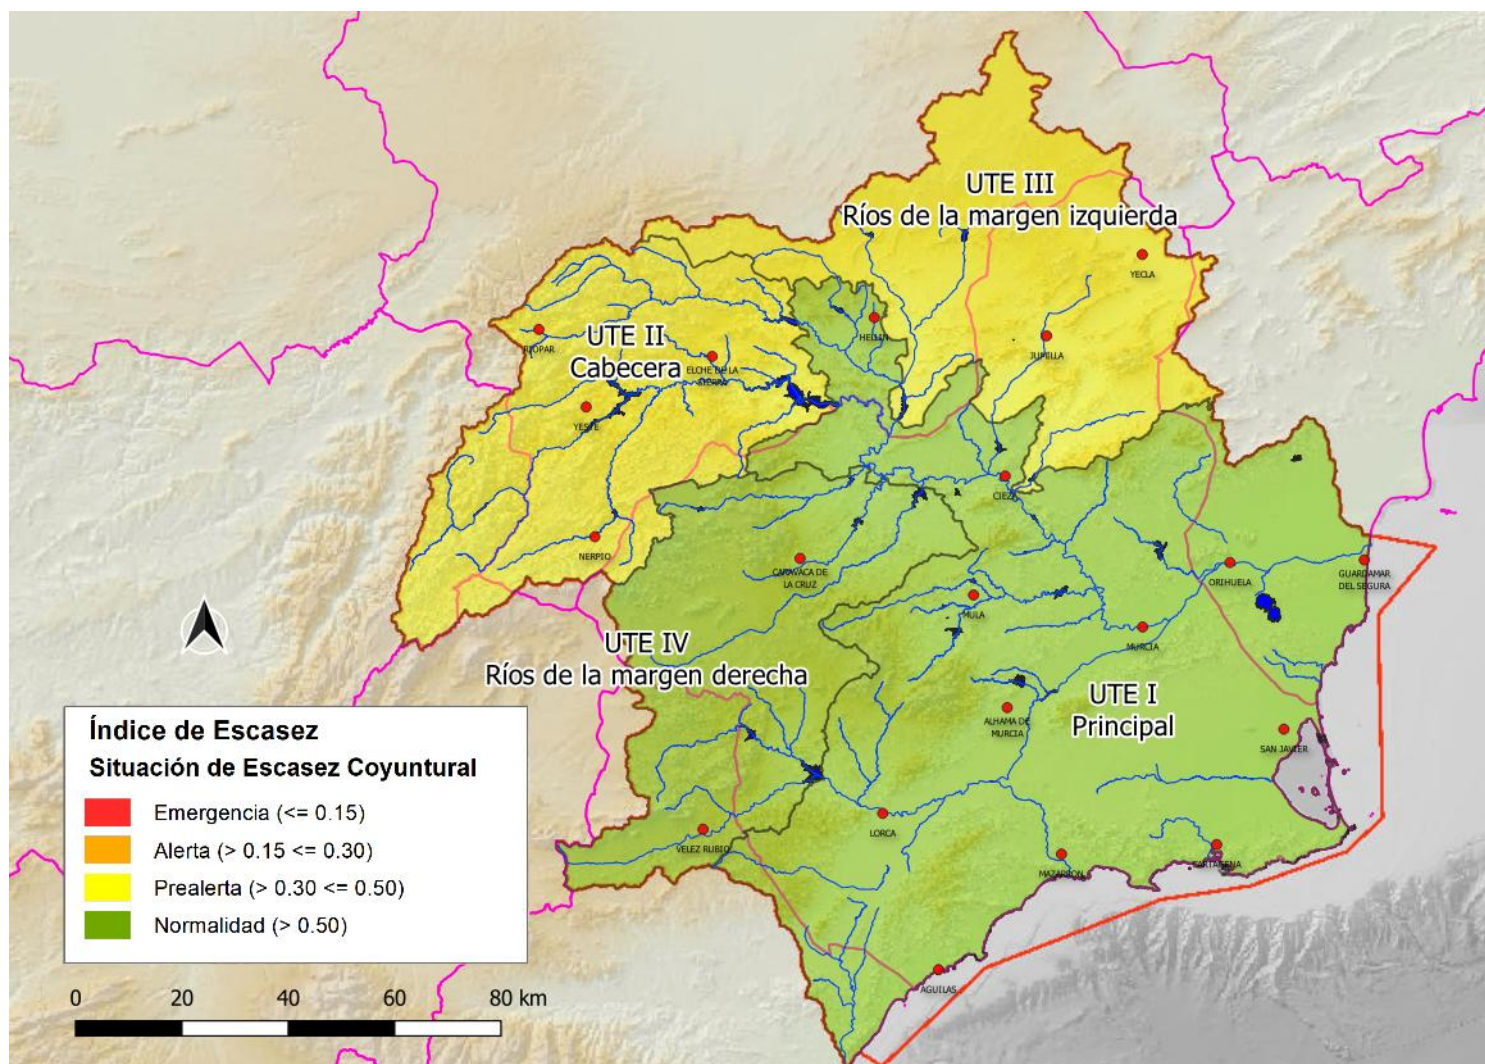 UTE III
Ríos de la margen izquierda
YECLA
HELLIN
JUMILLA
RIOPAR
UTE II
Cabecera
ELCHE DE LA
SIERRA
YESTE
CIEZA
NERPIO
CARAVACA DE
LA CRUZ
ORIHUELA
GUARDAMAR
DEL SEGURA
MULA
MURCIA
UTE IV
Ríos de la margen derecha
UTE I
Principal
ALHAMA DE
MURCIA
SAN JAVIER
LORCA
VELEZ RUBIO
MAZARRON
CARTAGENA
AGUILAS
Índice de Escasez
Situación de Escasez Coyuntural
Emergencia (<= 0.15)
Alerta (> 0.15 <= 0.30)
Prealerta (> 0.30 <= 0.50)
Normalidad (> 0.50)
0 20 40 60 80 km